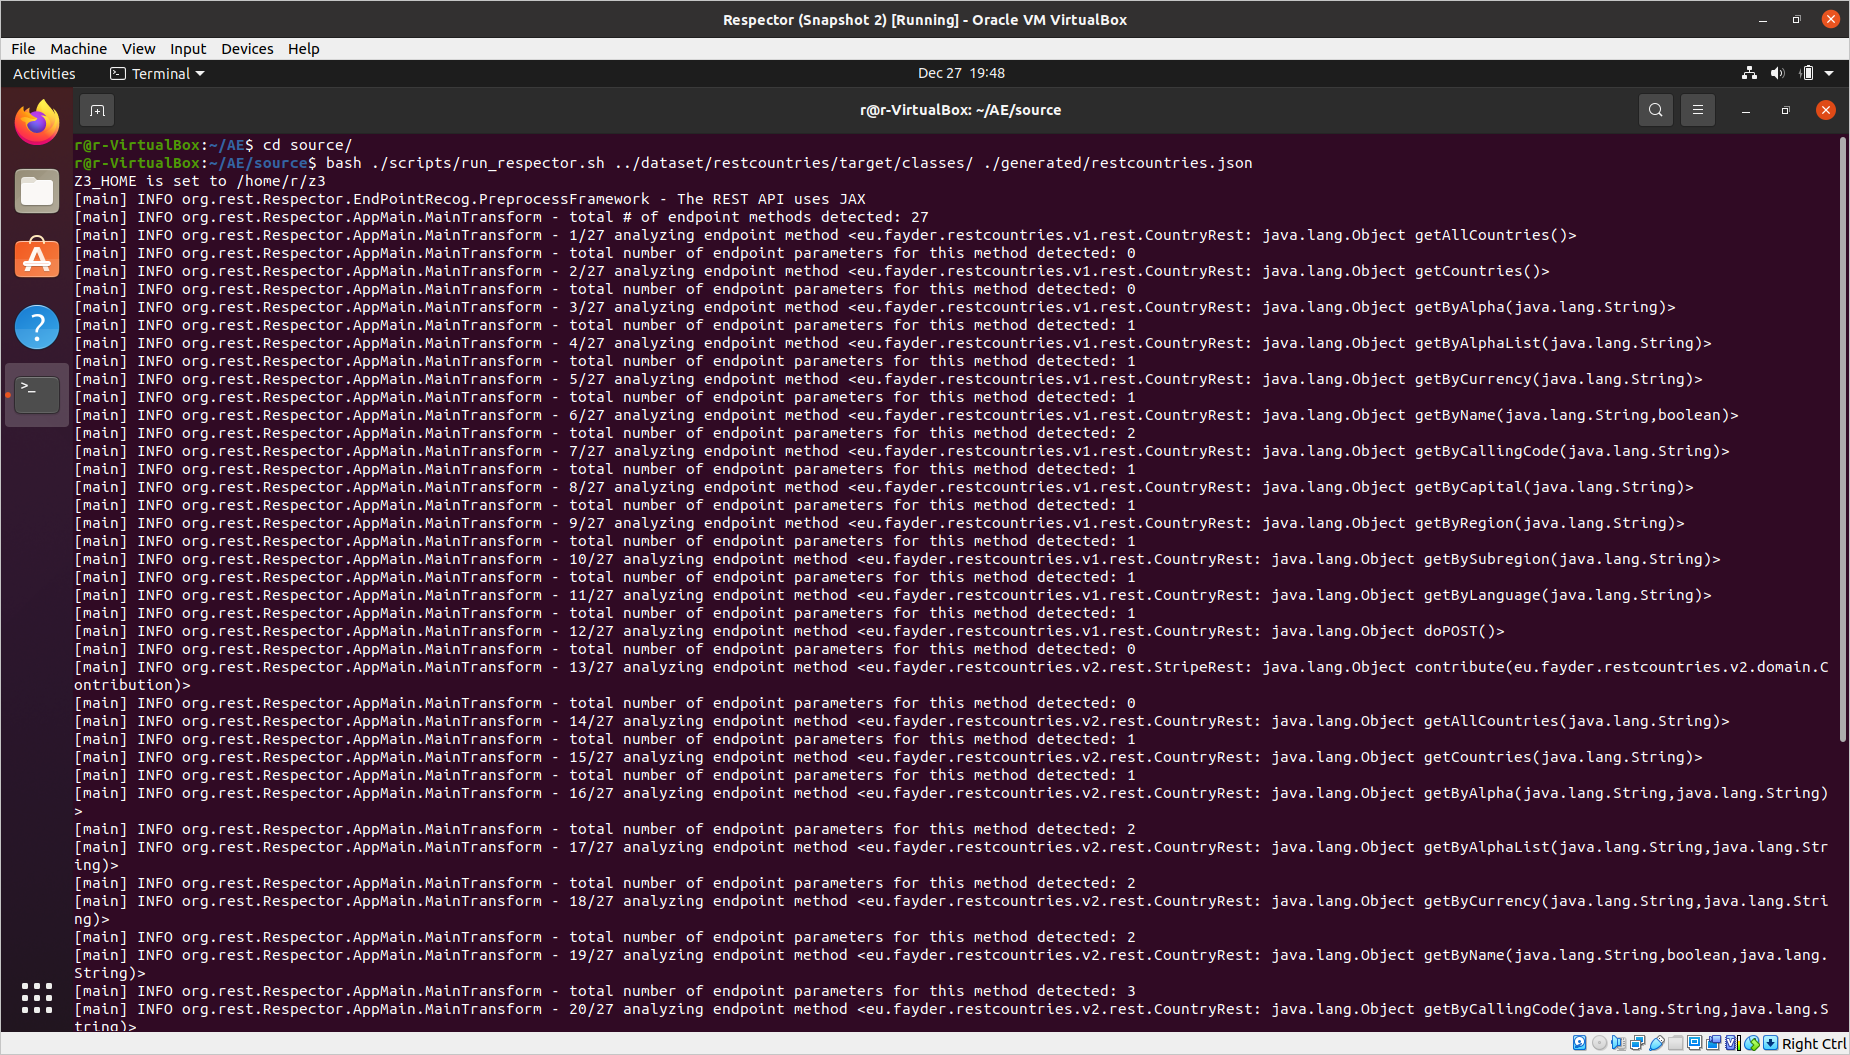 Respector (Snapshot 2) [Running] - Oracle VM VirtualBox
File Machine View Input Devices Help
Activities Terminal Dec 27 19:48
r@r-VirtualBox: ~/AE/source
r@r-VirtualBox:~/AE$ cd source/
r@r-VirtualBox:~/AE/source$ bash ./scripts/run_respector.sh ../dataset/restcountries/target/classes/ ./generated/restcountries.json
Z3_HOME is set to /home/r/z3
[main] INFO org.rest.Respector.EndPointRecog.PreprocessFramework - The REST API uses JAX
[main] INFO org.rest.Respector.AppMain.MainTransform - total # of endpoint methods detected: 27
[main] INFO org.rest.Respector.AppMain.MainTransform - 1/27 analyzing endpoint method <eu.fayder.restcountries.v1.rest.CountryRest: java.lang.Object getAllCountries()>
[main] INFO org.rest.Respector.AppMain.MainTransform - total number of endpoint parameters for this method detected: 0
[main] INFO org.rest.Respector.AppMain.MainTransform - 2/27 analyzing endpoint method <eu.fayder.restcountries.v1.rest.CountryRest: java.lang.Object getCountries()>
[main] INFO org.rest.Respector.AppMain.MainTransform - total number of endpoint parameters for this method detected: 0
[main] INFO org.rest.Respector.AppMain.MainTransform - 3/27 analyzing endpoint method <eu.fayder.restcountries.v1.rest.CountryRest: java.lang.Object getByAlpha(java.lang.String)>
[main] INFO org.rest.Respector.AppMain.MainTransform - total number of endpoint parameters for this method detected: 1
[main] INFO org.rest.Respector.AppMain.MainTransform - 4/27 analyzing endpoint method <eu.fayder.restcountries.v1.rest.CountryRest: java.lang.Object getByAlphaList(java.lang.String)>
[main] INFO org.rest.Respector.AppMain.MainTransform - total number of endpoint parameters for this method detected: 1
[main] INFO org.rest.Respector.AppMain.MainTransform - 5/27 analyzing endpoint method <eu.fayder.restcountries.v1.rest.CountryRest: java.lang.Object getByCurrency(java.lang.String)>
[main] INFO org.rest.Respector.AppMain.MainTransform - total number of endpoint parameters for this method detected: 1
[main] INFO org.rest.Respector.AppMain.MainTransform - 6/27 analyzing endpoint method <eu.fayder.restcountries.v1.rest.CountryRest: java.lang.Object getByName(java.lang.String,boolean)>
[main] INFO org.rest.Respector.AppMain.MainTransform - total number of endpoint parameters for this method detected: 2
[main] INFO org.rest.Respector.AppMain.MainTransform - 7/27 analyzing endpoint method <eu.fayder.restcountries.v1.rest.CountryRest: java.lang.Object getByCallingCode(java.lang.String)>
[main] INFO org.rest.Respector.AppMain.MainTransform - total number of endpoint parameters for this method detected: 1
[main] INFO org.rest.Respector.AppMain.MainTransform - 8/27 analyzing endpoint method <eu.fayder.restcountries.v1.rest.CountryRest: java.lang.Object getByCapital(java.lang.String)>
[main] INFO org.rest.Respector.AppMain.MainTransform - total number of endpoint parameters for this method detected: 1
[main] INFO org.rest.Respector.AppMain.MainTransform - 9/27 analyzing endpoint method <eu.fayder.restcountries.v1.rest.CountryRest: java.lang.Object getByRegion(java.lang.String)>
[main] INFO org.rest.Respector.AppMain.MainTransform - total number of endpoint parameters for this method detected: 1
[main] INFO org.rest.Respector.AppMain.MainTransform - 10/27 analyzing endpoint method <eu.fayder.restcountries.v1.rest.CountryRest: java.lang.Object getBySubregion(java.lang.String)>
[main] INFO org.rest.Respector.AppMain.MainTransform - total number of endpoint parameters for this method detected: 1
[main] INFO org.rest.Respector.AppMain.MainTransform - 11/27 analyzing endpoint method <eu.fayder.restcountries.v1.rest.CountryRest: java.lang.Object getByLanguage(java.lang.String)>
[main] INFO org.rest.Respector.AppMain.MainTransform - total number of endpoint parameters for this method detected: 1
[main] INFO org.rest.Respector.AppMain.MainTransform - 12/27 analyzing endpoint method <eu.fayder.restcountries.v1.rest.CountryRest: java.lang.Object doPOST()>
[main] INFO org.rest.Respector.AppMain.MainTransform - total number of endpoint parameters for this method detected: 0
[main] INFO org.rest.Respector.AppMain.MainTransform - 13/27 analyzing endpoint method <eu.fayder.restcountries.v2.rest.StripeRest: java.lang.Object contribute(eu.fayder.restcountries.v2.domain.C
ontribution)>
[main] INFO org.rest.Respector.AppMain.MainTransform - total number of endpoint parameters for this method detected: 0
[main] INFO org.rest.Respector.AppMain.MainTransform - 14/27 analyzing endpoint method <eu.fayder.restcountries.v2.rest.CountryRest: java.lang.Object getAllCountries(java.lang.String)>
[main] INFO org.rest.Respector.AppMain.MainTransform - total number of endpoint parameters for this method detected: 1
[main] INFO org.rest.Respector.AppMain.MainTransform - 15/27 analyzing endpoint method <eu.fayder.restcountries.v2.rest.CountryRest: java.lang.Object getCountries(java.lang.String)>
[main] INFO org.rest.Respector.AppMain.MainTransform - total number of endpoint parameters for this method detected: 1
[main] INFO org.rest.Respector.AppMain.MainTransform - 16/27 analyzing endpoint method <eu.fayder.restcountries.v2.rest.CountryRest: java.lang.Object getByAlpha(java.lang.String,java.lang.String)
>
[main] INFO org.rest.Respector.AppMain.MainTransform - total number of endpoint parameters for this method detected: 2
[main] INFO org.rest.Respector.AppMain.MainTransform - 17/27 analyzing endpoint method <eu.fayder.restcountries.v2.rest.CountryRest: java.lang.Object getByAlphaList(java.lang.String,java.lang.Str
ing)>
[main] INFO org.rest.Respector.AppMain.MainTransform - total number of endpoint parameters for this method detected: 2
[main] INFO org.rest.Respector.AppMain.MainTransform - 18/27 analyzing endpoint method <eu.fayder.restcountries.v2.rest.CountryRest: java.lang.Object getByCurrency(java.lang.String,java.lang.Stri
ng)>
[main] INFO org.rest.Respector.AppMain.MainTransform - total number of endpoint parameters for this method detected: 2
[main] INFO org.rest.Respector.AppMain.MainTransform - 19/27 analyzing endpoint method <eu.fayder.restcountries.v2.rest.CountryRest: java.lang.Object getByName(java.lang.String,boolean,java.lang.
String)>
[main] INFO org.rest.Respector.AppMain.MainTransform - total number of endpoint parameters for this method detected: 3
[main] INFO org.rest.Respector.AppMain.MainTransform - 20/27 analyzing endpoint method <eu.fayder.restcountries.v2.rest.CountryRest: java.lang.Object getByCallingCode(java.lang.String,java.lang.S
tring)>
Right Ctrl